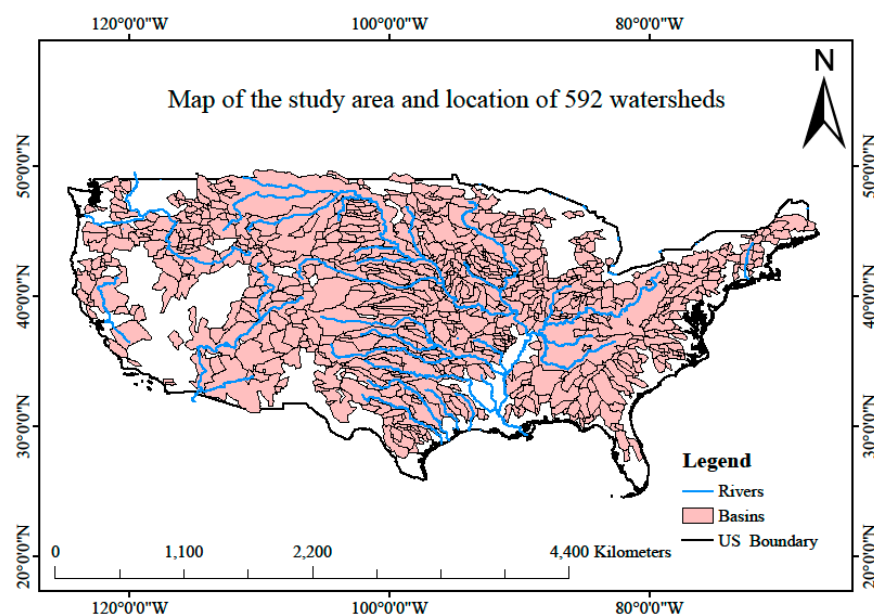 120°0'0"W 100°0'0"W 80°0'0"W
N
Map of the study area and location of 592 watersheds
50°0'0"N 50°0'0"N
40°0'0"N 40°0'0"N
30°0'0"N 30°0'0"N
20°0'0"N 20°0'0"N
Legend
Rivers
Basins
US Boundary
0 1,100 2,200 4,400 Kilometers
120°0'0"W 100°0'0"W 80°0'0"W